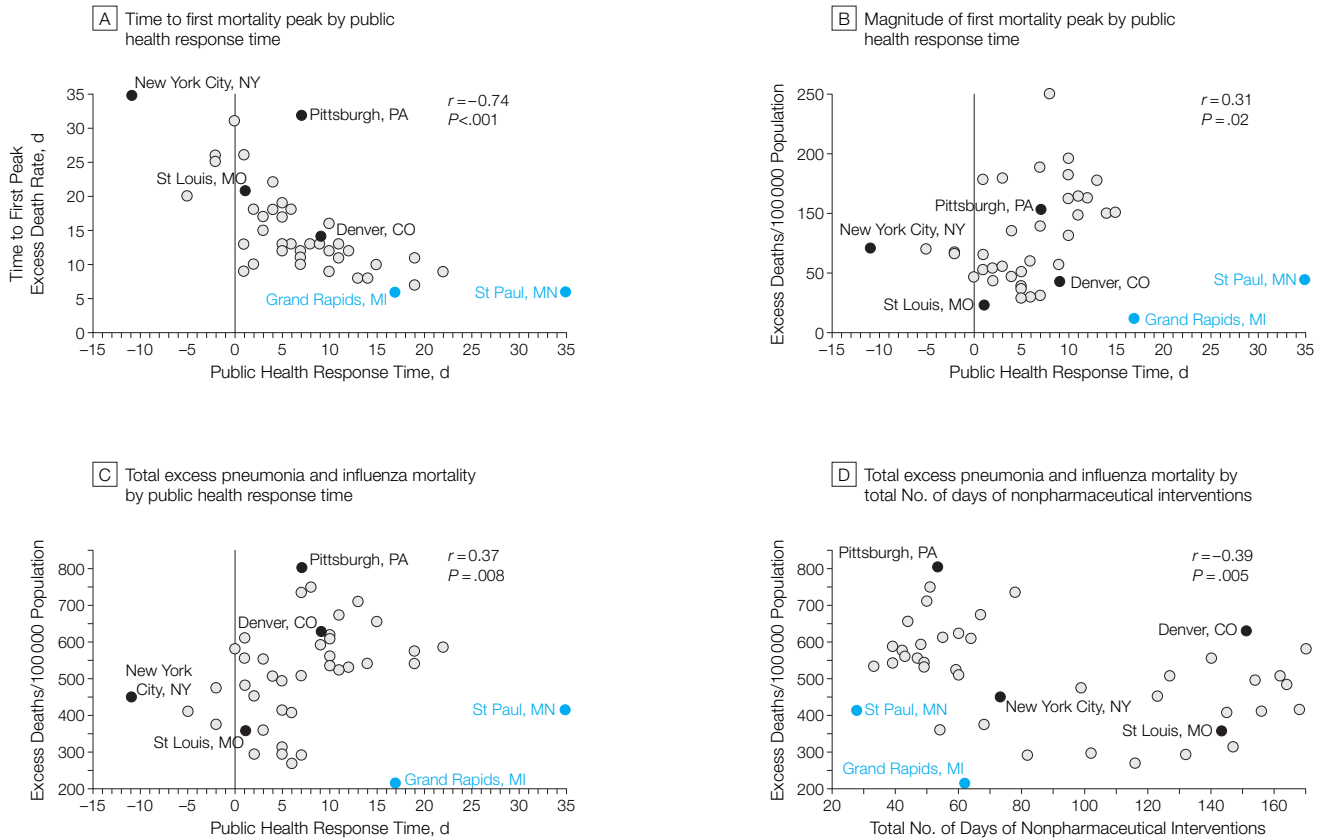 A Time to first mortality peak by public
health response time
Time to First Peak
Excess Death Rate, d
35
30
25
20
15
10
5
0
New York City, NY
Pittsburgh, PA
r=−0.74
P<.001
St Louis, MO
Denver, CO
Grand Rapids, MI
St Paul, MN
−15 −10 −5 0 5 10 15 20 25 30 35
Public Health Response Time, d
B Magnitude of first mortality peak by public
health response time
Excess Deaths/100 000 Population
250
200
150
100
50
0
r=0.31
P=.02
Pittsburgh, PA
New York City, NY
Denver, CO
St Paul, MN
St Louis, MO
Grand Rapids, MI
−15 −10 −5 0 5 10 15 20 25 30 35
Public Health Response Time, d
C Total excess pneumonia and influenza mortality
by public health response time
Excess Deaths/100 000 Population
800
700
600
500
400
300
200
Pittsburgh, PA
r=0.37
P=.008
Denver, CO
New York
City, NY
St Paul, MN
St Louis, MO
Grand Rapids, MI
−15 −10 −5 0 5 10 15 20 25 30 35
Public Health Response Time, d
D Total excess pneumonia and influenza mortality by
total No. of days of nonpharmaceutical interventions
Excess Deaths/100 000 Population
800
700
600
500
400
300
200
Pittsburgh, PA
r=−0.39
P=.005
Denver, CO
St Paul, MN
New York City, NY
St Louis, MO
Grand Rapids, MI
20 40 60 80 100 120 140 160
Total No. of Days of Nonpharmaceutical Interventions